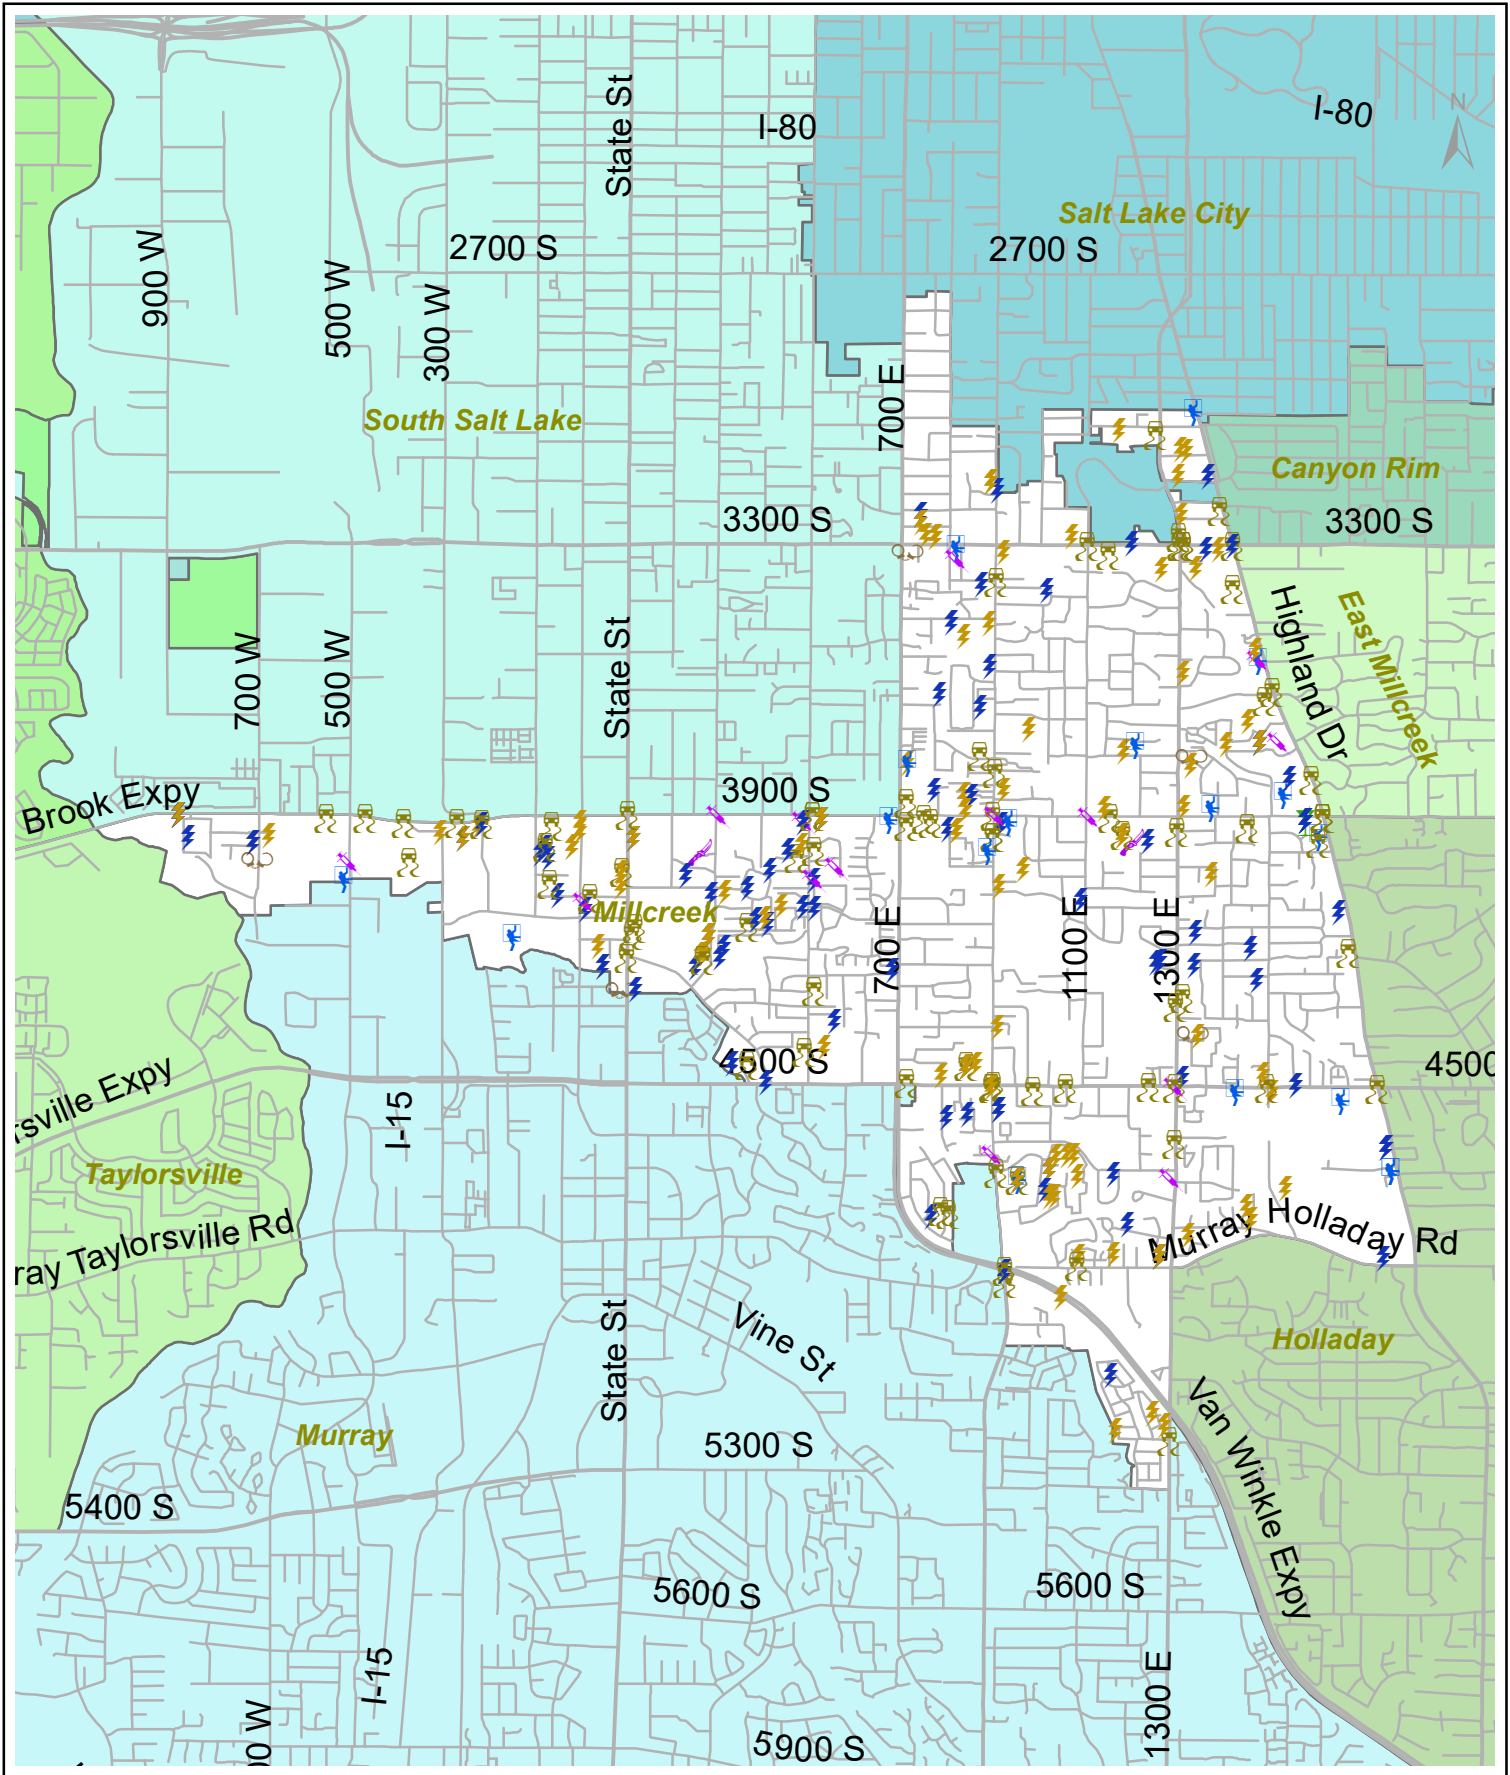 State St
I-80
I-80
N
Salt Lake City
2700 S
2700 S
900 W
500 W
300 W
700 E
South Salt Lake
Canyon Rim
3300 S
3300 S
Highland Dr
East Millcreek
State St
700 W
500 W
Brook Expy
3900 S
Millcreek
700 E
1100 E
1300 E
4500 S
4500
rsville Expy
I-15
Taylorsville
ray Taylorsville Rd
Murray Holladay Rd
State St
Vine St
Holladay
Van Winkle Expy
Murray
5300 S
5400 S
5600 S
5600 S
I-15
1300 E
00 W
5900 S